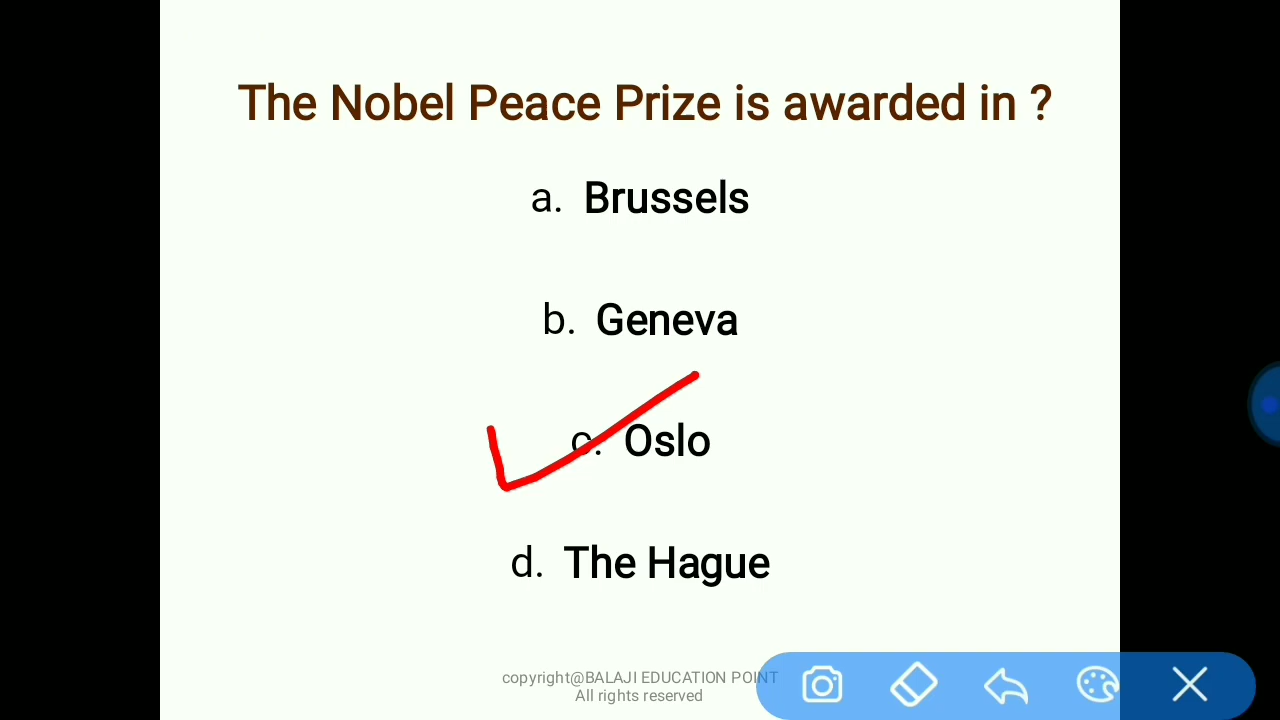 The Nobel Peace Prize is awarded in ?
a. Brussels
b. Geneva
c. Oslo
d. The Hague
copyright@BALAJI EDUCATION POINT
All rights reserved